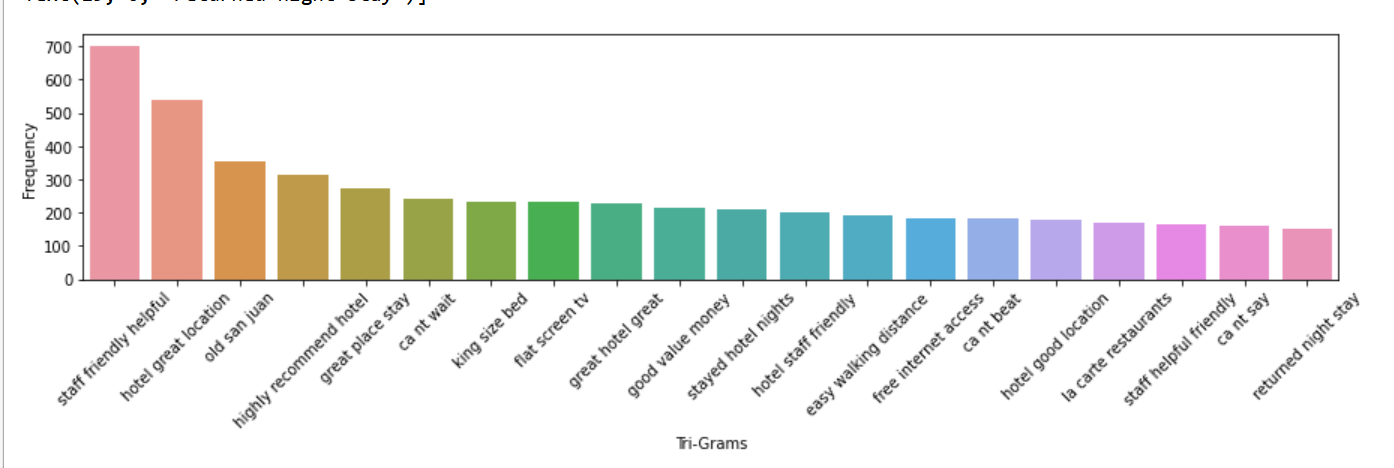 700
600
500
400
300
200
100
0
Frequency
staff friendly helpful
hotel great location
old san juan
highly recommend hotel
great place stay
ca nt wait
king size bed
flat screen tv
great hotel great
good value money
stayed hotel nights
hotel staff friendly
easy walking distance
free internet access
ca nt beat
hotel good location
la carte restaurants
staff helpful friendly
ca nt say
returned night stay
Tri-Grams